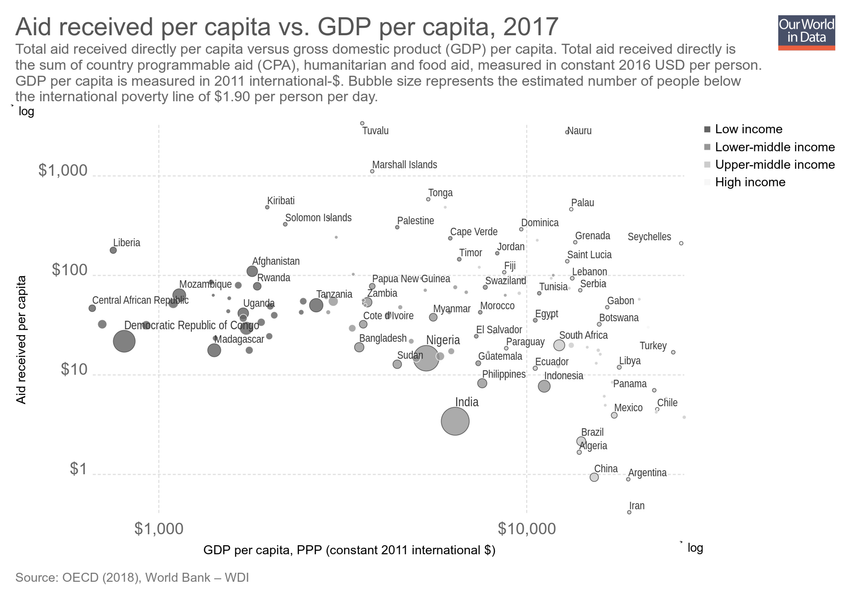 Aid received per capita vs. GDP per capita, 2017
Our World
in Data
Total aid received directly per capita versus gross domestic product (GDP) per capita. Total aid received directly is
the sum of country programmable aid (CPA), humanitarian and food aid, measured in constant 2016 USD per person.
GDP per capita is measured in 2011 international-$. Bubble size represents the estimated number of people below
the international poverty line of $1.90 per person per day.
log
Low income
Lower-middle income
Upper-middle income
High income
Tuvalu
Nauru
Marshall Islands
$1,000
Tonga
Kiribati
Palau
Solomon Islands
Palestine
Dominica
Cape Verde
Grenada
Seychelles
Liberia
Timor
Jordan
Saint Lucia
Afghanistan
Fiji
Lebanon
$100
Mozambique
Rwanda
Papua New Guinea
Swaziland
Serbia
Tunisia
Central African Republic
Tanzania
Zambia
Gabon
Uganda
Myanmar
Morocco
Cote d'Ivoire
Egypt
Botswana
Democratic Republic of Congo
El Salvador
South Africa
Madagascar
Bangladesh
Nigeria
Paraguay
Turkey
Sudan
Guatemala
Ecuador
Libya
$10
Philippines
Indonesia
Panama
India
Mexico
Chile
Brazil
Algeria
$1
China
Argentina
Iran
Aid received per capita
$1,000
$10,000
GDP per capita, PPP (constant 2011 international $)
log
Source: OECD (2018), World Bank – WDI